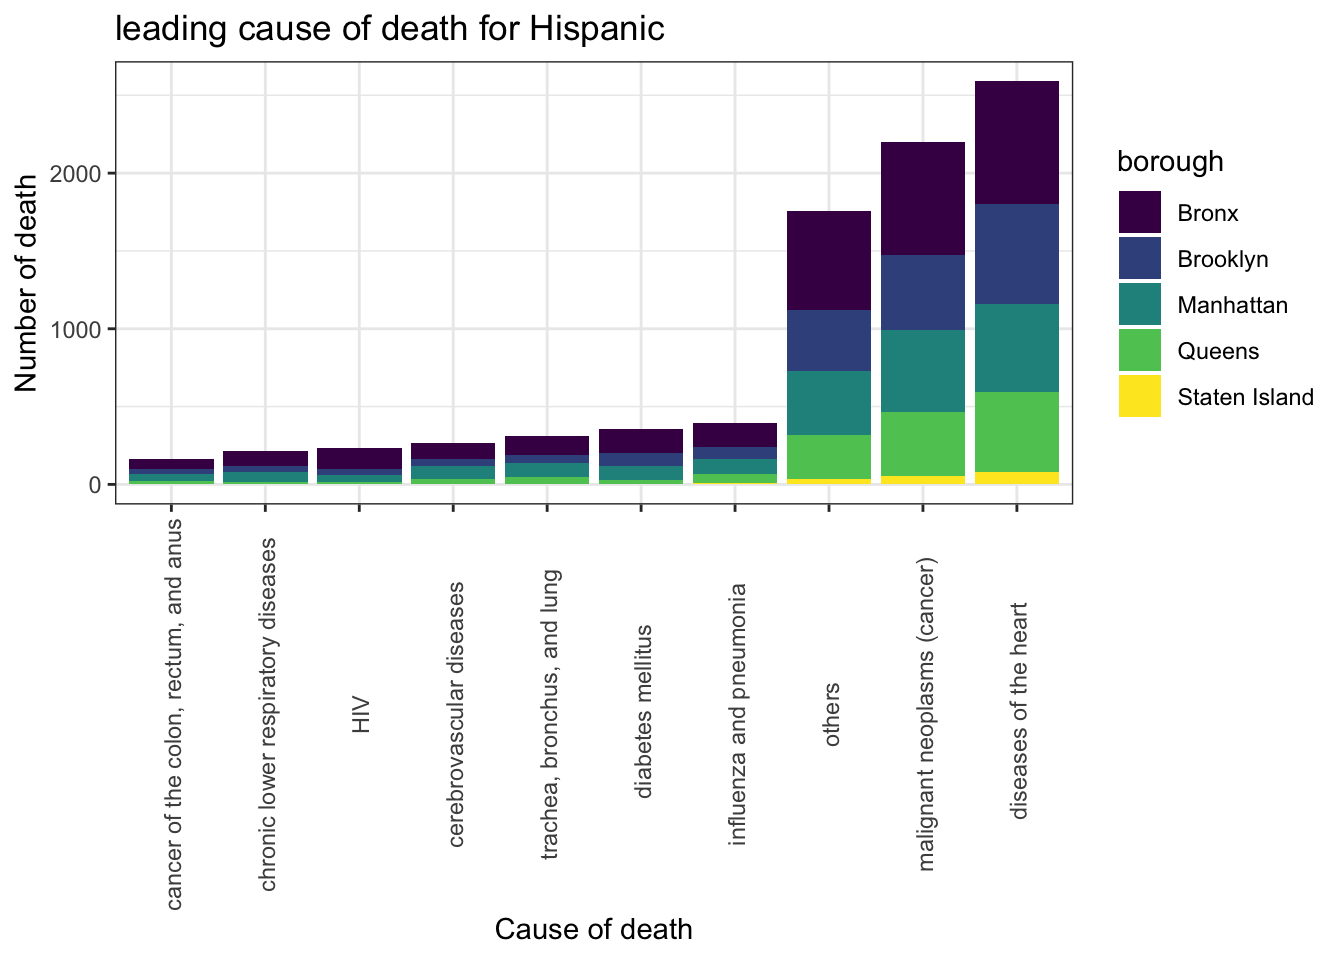 leading cause of death for Hispanic
Number of death
2000
1000
0
cancer of the colon, rectum, and anus
chronic lower respiratory diseases
HIV
cerebrovascular diseases
trachea, bronchus, and lung
diabetes mellitus
influenza and pneumonia
others
malignant neoplasms (cancer)
diseases of the heart
Cause of death
borough
Bronx
Brooklyn
Manhattan
Queens
Staten Island